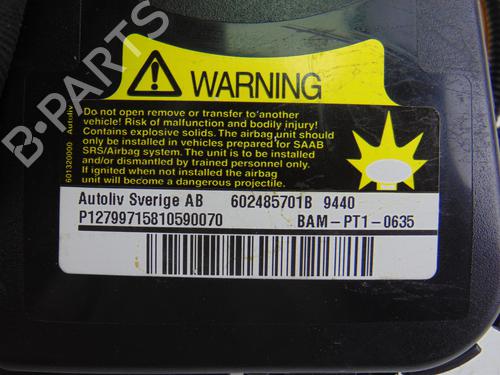 WARNING
Do not open remove or transfer to another
vehicle! Risk of malfunction and bodily injury!
Contains explosive solids. The airbag unit should
only be installed in vehicles prepared for SAAB
SRS/Airbag system. The unit is to be installed
and/or dismantled by trained personnel only.
If ignited when not installed the airbag
unit will become a dangerous projectile.
601320000 Autoliv
Autoliv Sverige AB 602485701B 9440
P12799715810590070 BAM-PT1-0635
B-PARTS